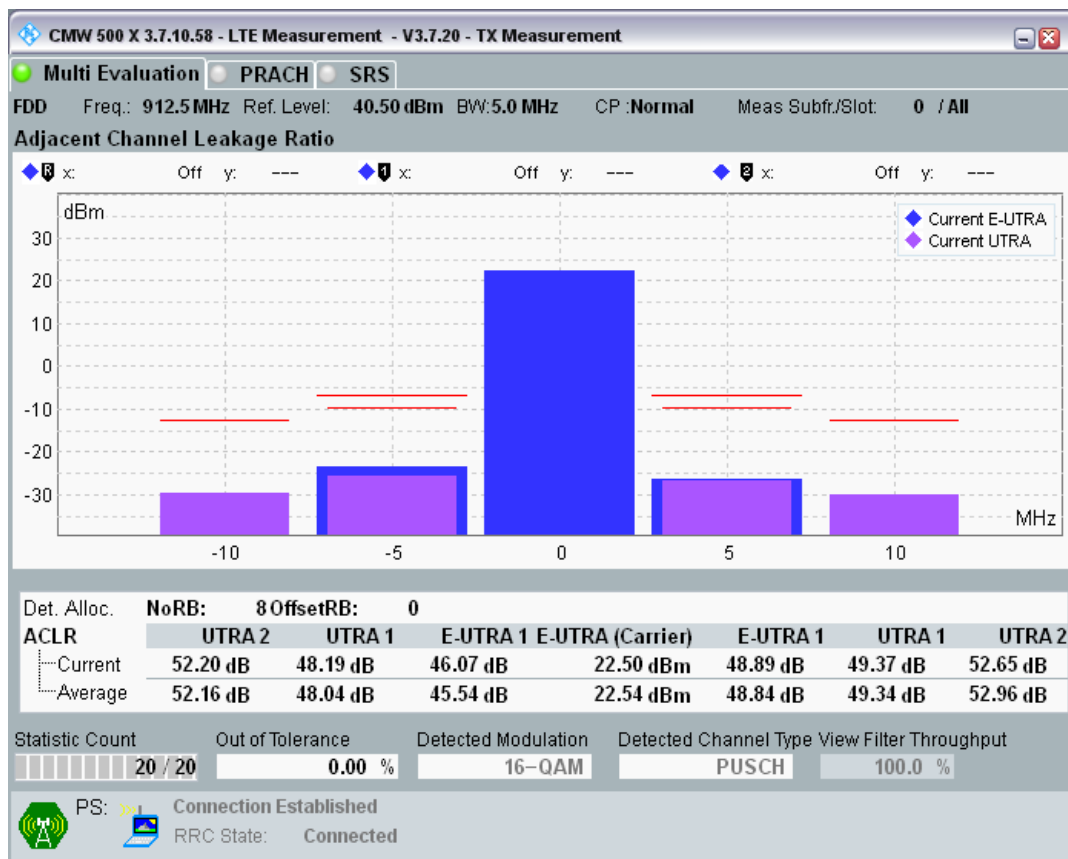 CMW 500 X 3.7.10.58 - LTE Measurement - V3.7.20 - TX Measurement
Multi Evaluation PRACH SRS
FDD Freq.: 912.5 MHz Ref. Level: 40.50 dBm BW:5.0 MHz CP :Normal Meas Subfr./Slot: 0 / All
Adjacent Channel Leakage Ratio
R x: Off y: --- 1 x: Off y: --- 2 x: Off y: ---
dBm
Current E-UTRA
Current UTRA
30
20
10
0
-10
-20
-30
MHz
-10 -5 0 5 10
Det. Alloc. NoRB: 8 OffsetRB: 0
ACLR UTRA 2 UTRA 1 E-UTRA 1 E-UTRA (Carrier) E-UTRA 1 UTRA 1 UTRA 2
Current 52.20 dB 48.19 dB 46.07 dB 22.50 dBm 48.89 dB 49.37 dB 52.65 dB
Average 52.16 dB 48.04 dB 45.54 dB 22.54 dBm 48.84 dB 49.34 dB 52.96 dB
Statistic Count Out of Tolerance Detected Modulation Detected Channel Type View Filter Throughput
20 / 20 0.00 % 16-QAM PUSCH 100.0 %
PS: Connection Established
RRC State: Connected